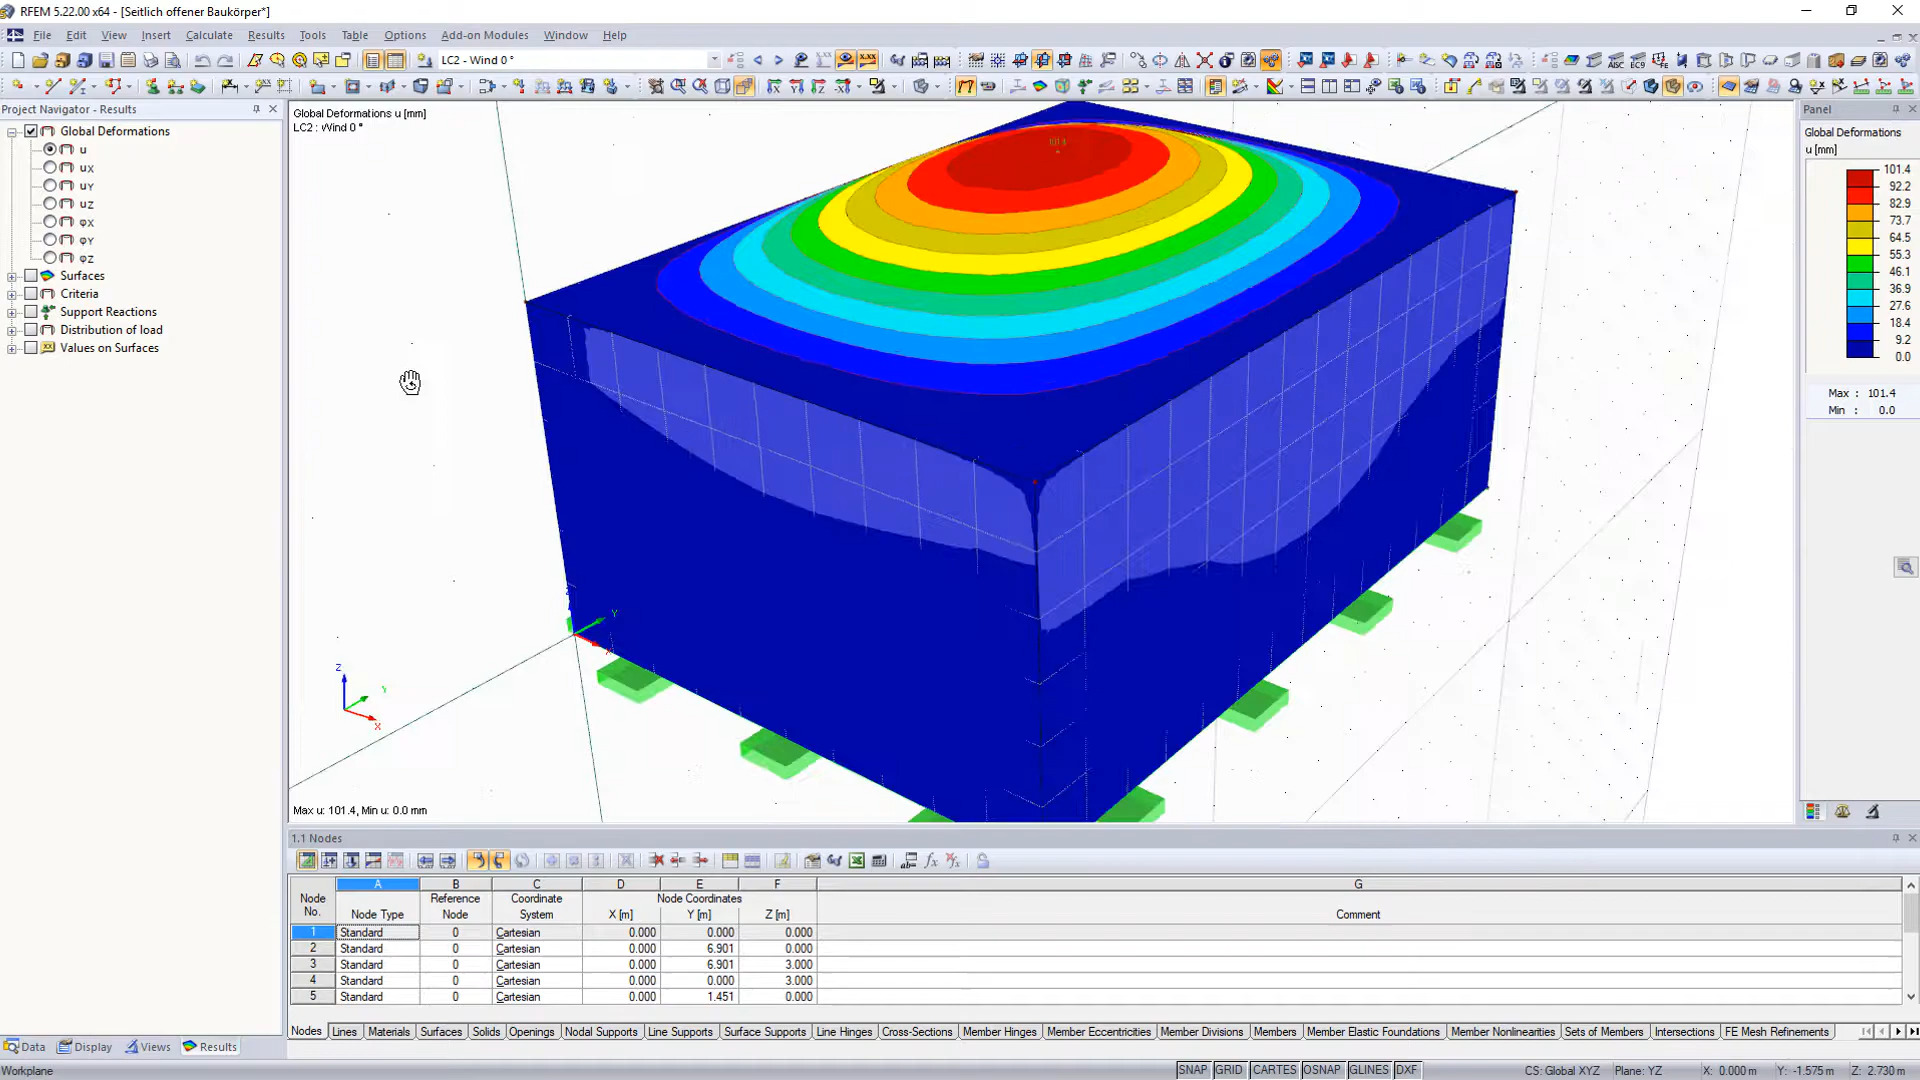 RFEM 5.22.00 x64 - [Seitlich offener Baukörper*]
File Edit View Insert Calculate Results Tools Table Options Add-on Modules Window Help
LC2 - Wind 0 °
Project Navigator - Results
Global Deformations
u
uX
uY
uZ
φX
φY
φZ
Surfaces
Criteria
Support Reactions
Distribution of load
Values on Surfaces
Data Display Views Results
Global Deformations u [mm]
LC2 : Wind 0 °
101.4
Y
Z
Y
X
Max u: 101.4, Min u: 0.0 mm
Panel
Global Deformations
u [mm]
101.4
92.2
82.9
73.7
64.5
55.3
46.1
36.9
27.6
18.4
9.2
0.0
Max : 101.4
Min : 0.0
1.1 Nodes
A B C D E F G
Node No. Node Type Reference Node Coordinate System Node Coordinates X [m] Y [m] Z [m] Comment
1 Standard 0 Cartesian 0.000 0.000 0.000
2 Standard 0 Cartesian 0.000 6.901 0.000
3 Standard 0 Cartesian 0.000 6.901 3.000
4 Standard 0 Cartesian 0.000 0.000 3.000
5 Standard 0 Cartesian 0.000 1.451 0.000
Nodes Lines Materials Surfaces Solids Openings Nodal Supports Line Supports Surface Supports Line Hinges Cross-Sections Member Hinges Member Eccentricities Member Divisions Members Member Elastic Foundations Member Nonlinearities Sets of Members Intersections FE Mesh Refinements
Workplane SNAP GRID CARTES OSNAP GLINES DXF CS: Global XYZ Plane: YZ X: 0.000 m Y: -1.575 m Z: 2.730 m